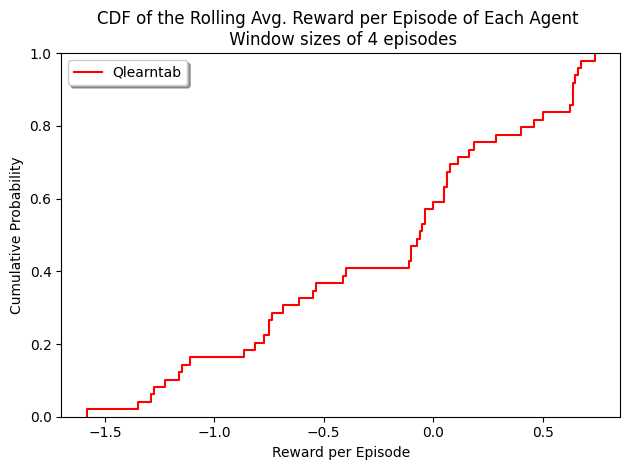 CDF of the Rolling Avg. Reward per Episode of Each Agent
Window sizes of 4 episodes
Qlearntab
Cumulative Probability
1.0
0.8
0.6
0.4
0.2
0.0
−1.5 −1.0 −0.5 0.0 0.5
Reward per Episode